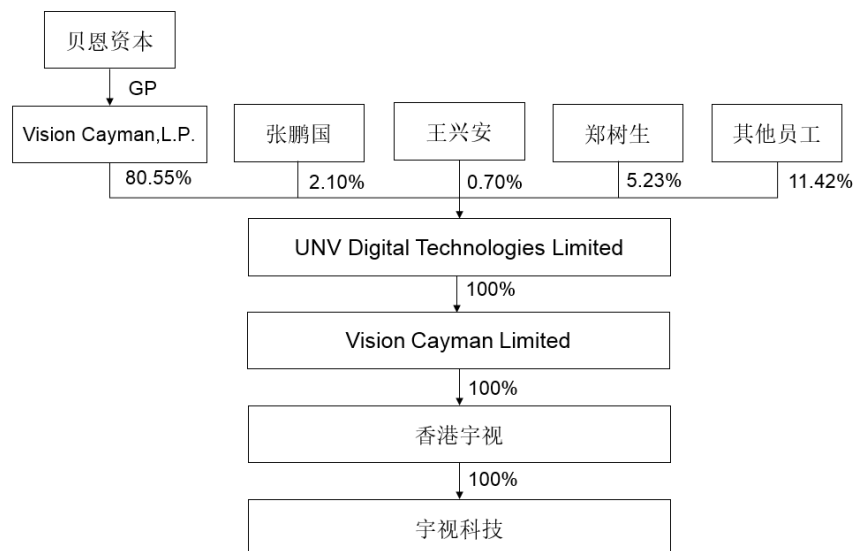 贝恩资本
GP
Vision Cayman,L.P.
张鹏国
王兴安
郑树生
其他员工
80.55%
2.10%
0.70%
5.23%
11.42%
UNV Digital Technologies Limited
100%
Vision Cayman Limited
100%
香港宇视
100%
宇视科技